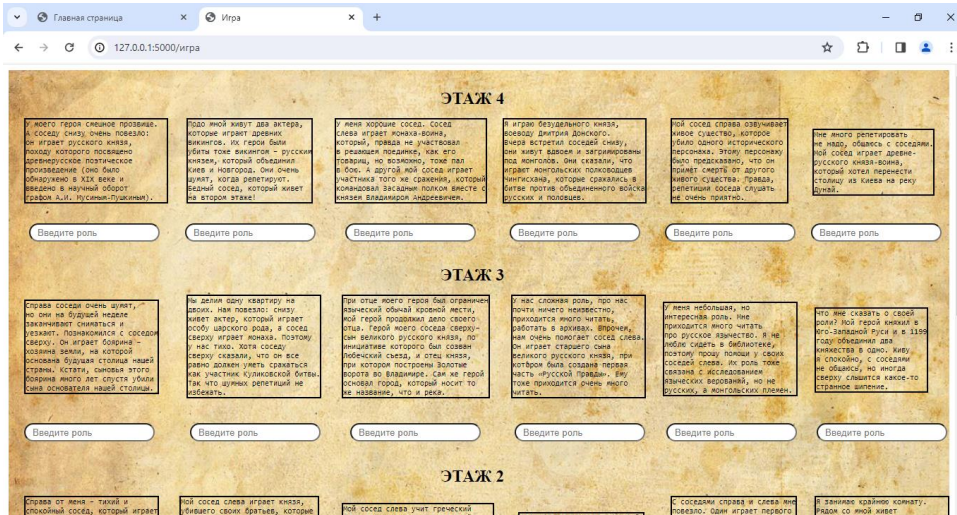 Главная страница
Игра
127.0.0.1:5000/игра
ЭТАЖ 4
У моего героя смешное прозвище.
А соседу снизу очень повезло:
он играет русского князя,
походу которого посвящено
древнерусское поэтическое
произведение (оно было
обнаружено в XIX веке и
введено в научный оборот
графом А.И. Мусиным-Пушкиным).
Подо мной живут два актера,
которые играют древних
викингов. Их герои были
убиты тоже викингом - русским
князем, который объединил
Киев и Новгород. Они очень
шумят, когда репетируют.
Бедный сосед, который живет
на втором этаже!
У меня хорошие соседи. Сосед
слева играет монаха-воина,
который, правда не участвовал
в решающем поединке, как его
товарищ, но возможно, тоже пал
в бою. А другой мой сосед играет
участника того же сражения, который
командовал Засадным полком вместе с
князем Владимиром Андреевичем.
Я играю безудельного князя,
воеводу Дмитрия Донского.
Вчера встретил соседей снизу,
они живут вдвоем и загримированы
под монголов. Они сказали, что
играют монгольских полководцев
Чингисхана, которые сражались в
битве против объединенного войска
русских и половцев.
Мой сосед справа озвучивает
живое существо, которое
убило одного исторического
персонажа. Этому персонажу
было предсказано, что он
примет смерть от другого
живого существа. Правда,
репетиции соседа слушать
не очень приятно.
Мне много репетировать
не надо, общаюсь с соседями.
Мой сосед играет древне-
русского князя-воина,
который хотел перенести
столицу из Киева на реку
Дунай.
Введите роль
Введите роль
Введите роль
Введите роль
Введите роль
Введите роль
ЭТАЖ 3
Справа соседи очень шумят,
но они на будущей неделе
заканчивают сниматься и
уезжают. Познакомился с соседом
сверху. Он играет боярина –
хозяина земли, на которой
основана будущая столица нашей
страны. Кстати, сыновья этого
боярина много лет спустя убили
сына основателя нашей столицы.
Мы делим одну квартиру на
двоих. Нам повезло: снизу
живет актер, который играет
особу царского рода, а сосед
сверху играет монаха. Поэтому
у нас тихо. Хотя соседу
сверху сказали, что он все
равно должен уметь сражаться
как участник Куликовской битвы.
Так что шумных репетиций не
избежать.
При отце моего героя был ограничен
языческий обычай кровной мести,
мой герой продолжил дело своего
отца. Герой моего соседа сверху-
сын великого русского князя, по
инициативе которого был созван
Любечский съезд, и отец князя,
при котором построены Золотые
ворота во Владимире. Сам же герой
основал город, который носит то
же название, что и река.
У нас сложная роль, про нас
почти ничего неизвестно,
приходится много читать,
работать в архивах. Впрочем,
нам очень помогает сосед слева.
Он играет старшего сына
великого русского князя, при
котором была создана первая
часть «Русской Правды». Ему
тоже приходится очень много
читать.
У меня небольшая, но
интересная роль. Мне
приходится много читать
про русское язычество. Я не
люблю сидеть в библиотеке,
поэтому прошу помощи у своих
соседей слева. Их роль тоже
связана с исследованием
языческих верований, но не
русских, а монгольских племен.
Что мне сказать о своей
роли? Мой герой княжил в
Юго-Западной Руси и в 1199
году объединил два
княжества в одно. Живу
я спокойно, с соседями
не общаюсь, но иногда
сверху слышится какое-то
странное шипение.
Введите роль
Введите роль
Введите роль
Введите роль
Введите роль
Введите роль
ЭТАЖ 2
Справа от меня – тихий и
спокойный сосед, который играет
Мой сосед слева играет князя,
убившего своих братьев, которые
Мой сосед слева учит греческий
С соседями справа и слева мне
повезло. Один играет первого
Я занимаю крайнюю комнату.
Рядом со мной живет